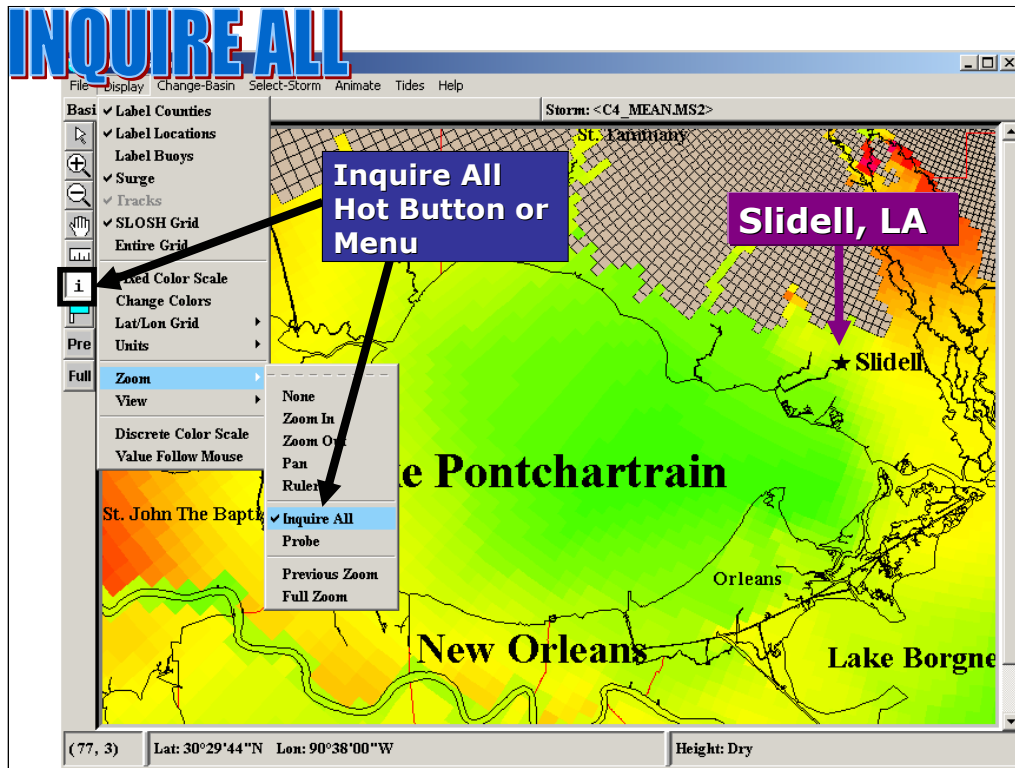 INQUIRE ALL
File Display Change-Basin Select-Storm Animate Tides Help
Basi
Storm: <C4_MEAN.MS2>
Label Counties
Label Locations
Label Buoys
Surge
Tracks
SLOSH Grid
Entire Grid
Fixed Color Scale
Change Colors
Lat/Lon Grid
Units
Zoom
View
Discrete Color Scale
Value Follow Mouse
i
Pre
Full
None
Zoom In
Zoom Out
Pan
Ruler
Inquire All
Probe
Previous Zoom
Full Zoom
Inquire All
Hot Button or
Menu
Slidell, LA
St. Tammany
Slidell
e Pontchartrain
St. John The Bapti
Orleans
New Orleans
Lake Borgne
(77, 3)
Lat: 30°29'44"N Lon: 90°38'00"W
Height: Dry